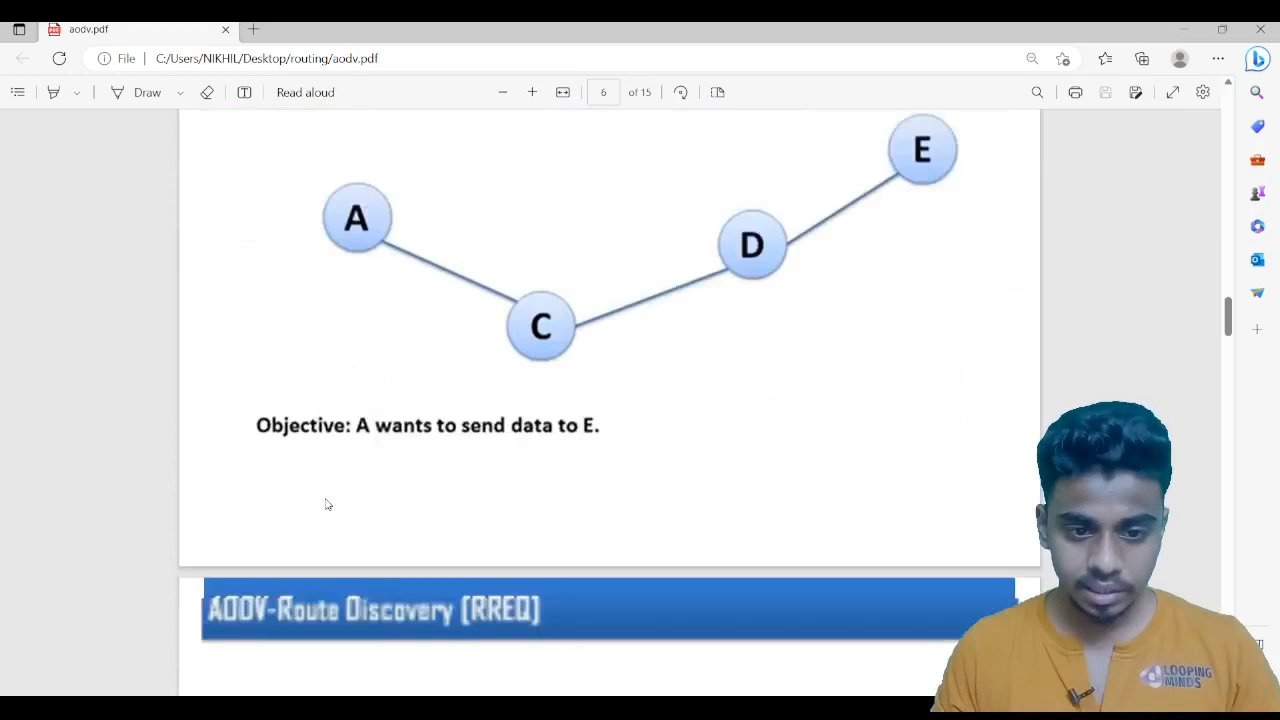 aodv.pdf
File
C:/Users/NIKHIL/Desktop/routing/aodv.pdf
Draw
Read aloud
6
of 15
E
A
D
C
Objective: A wants to send data to E.
AODV-Route Discovery (RREQ)
LOOPING
MINDS